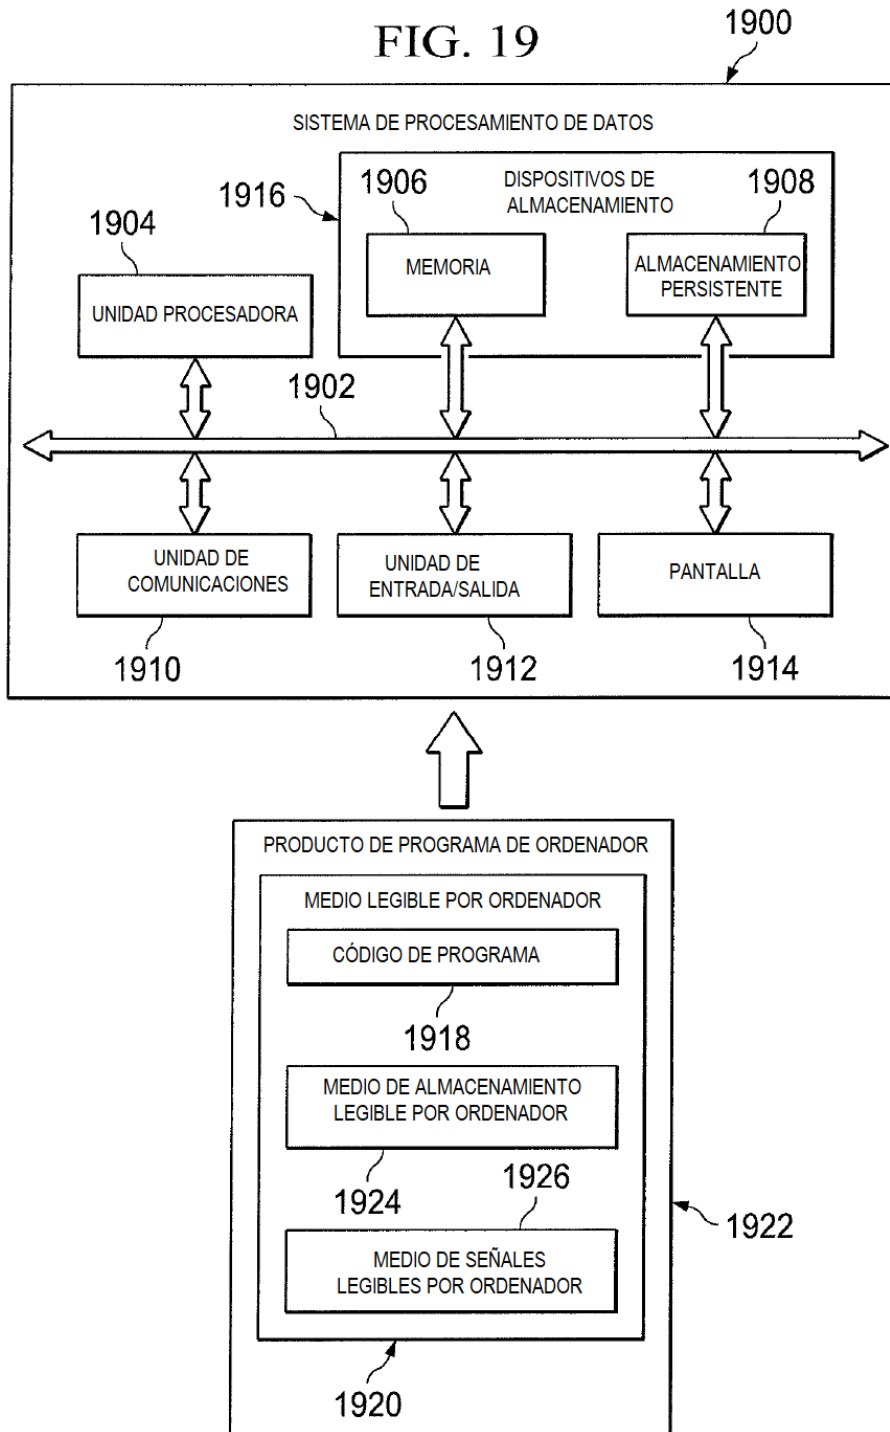 FIG. 19
1900
SISTEMA DE PROCESAMIENTO DE DATOS
1916
1906
DISPOSITIVOS DE
ALMACENAMIENTO
1908
1904
MEMORIA
ALMACENAMIENTO
PERSISTENTE
UNIDAD PROCESADORA
1902
UNIDAD DE
COMUNICACIONES
UNIDAD DE
ENTRADA/SALIDA
PANTALLA
1910
1912
1914
PRODUCTO DE PROGRAMA DE ORDENADOR
MEDIO LEGIBLE POR ORDENADOR
CÓDIGO DE PROGRAMA
1918
MEDIO DE ALMACENAMIENTO
LEGIBLE POR ORDENADOR
1924
1926
1922
MEDIO DE SEÑALES
LEGIBLES POR ORDENADOR
1920